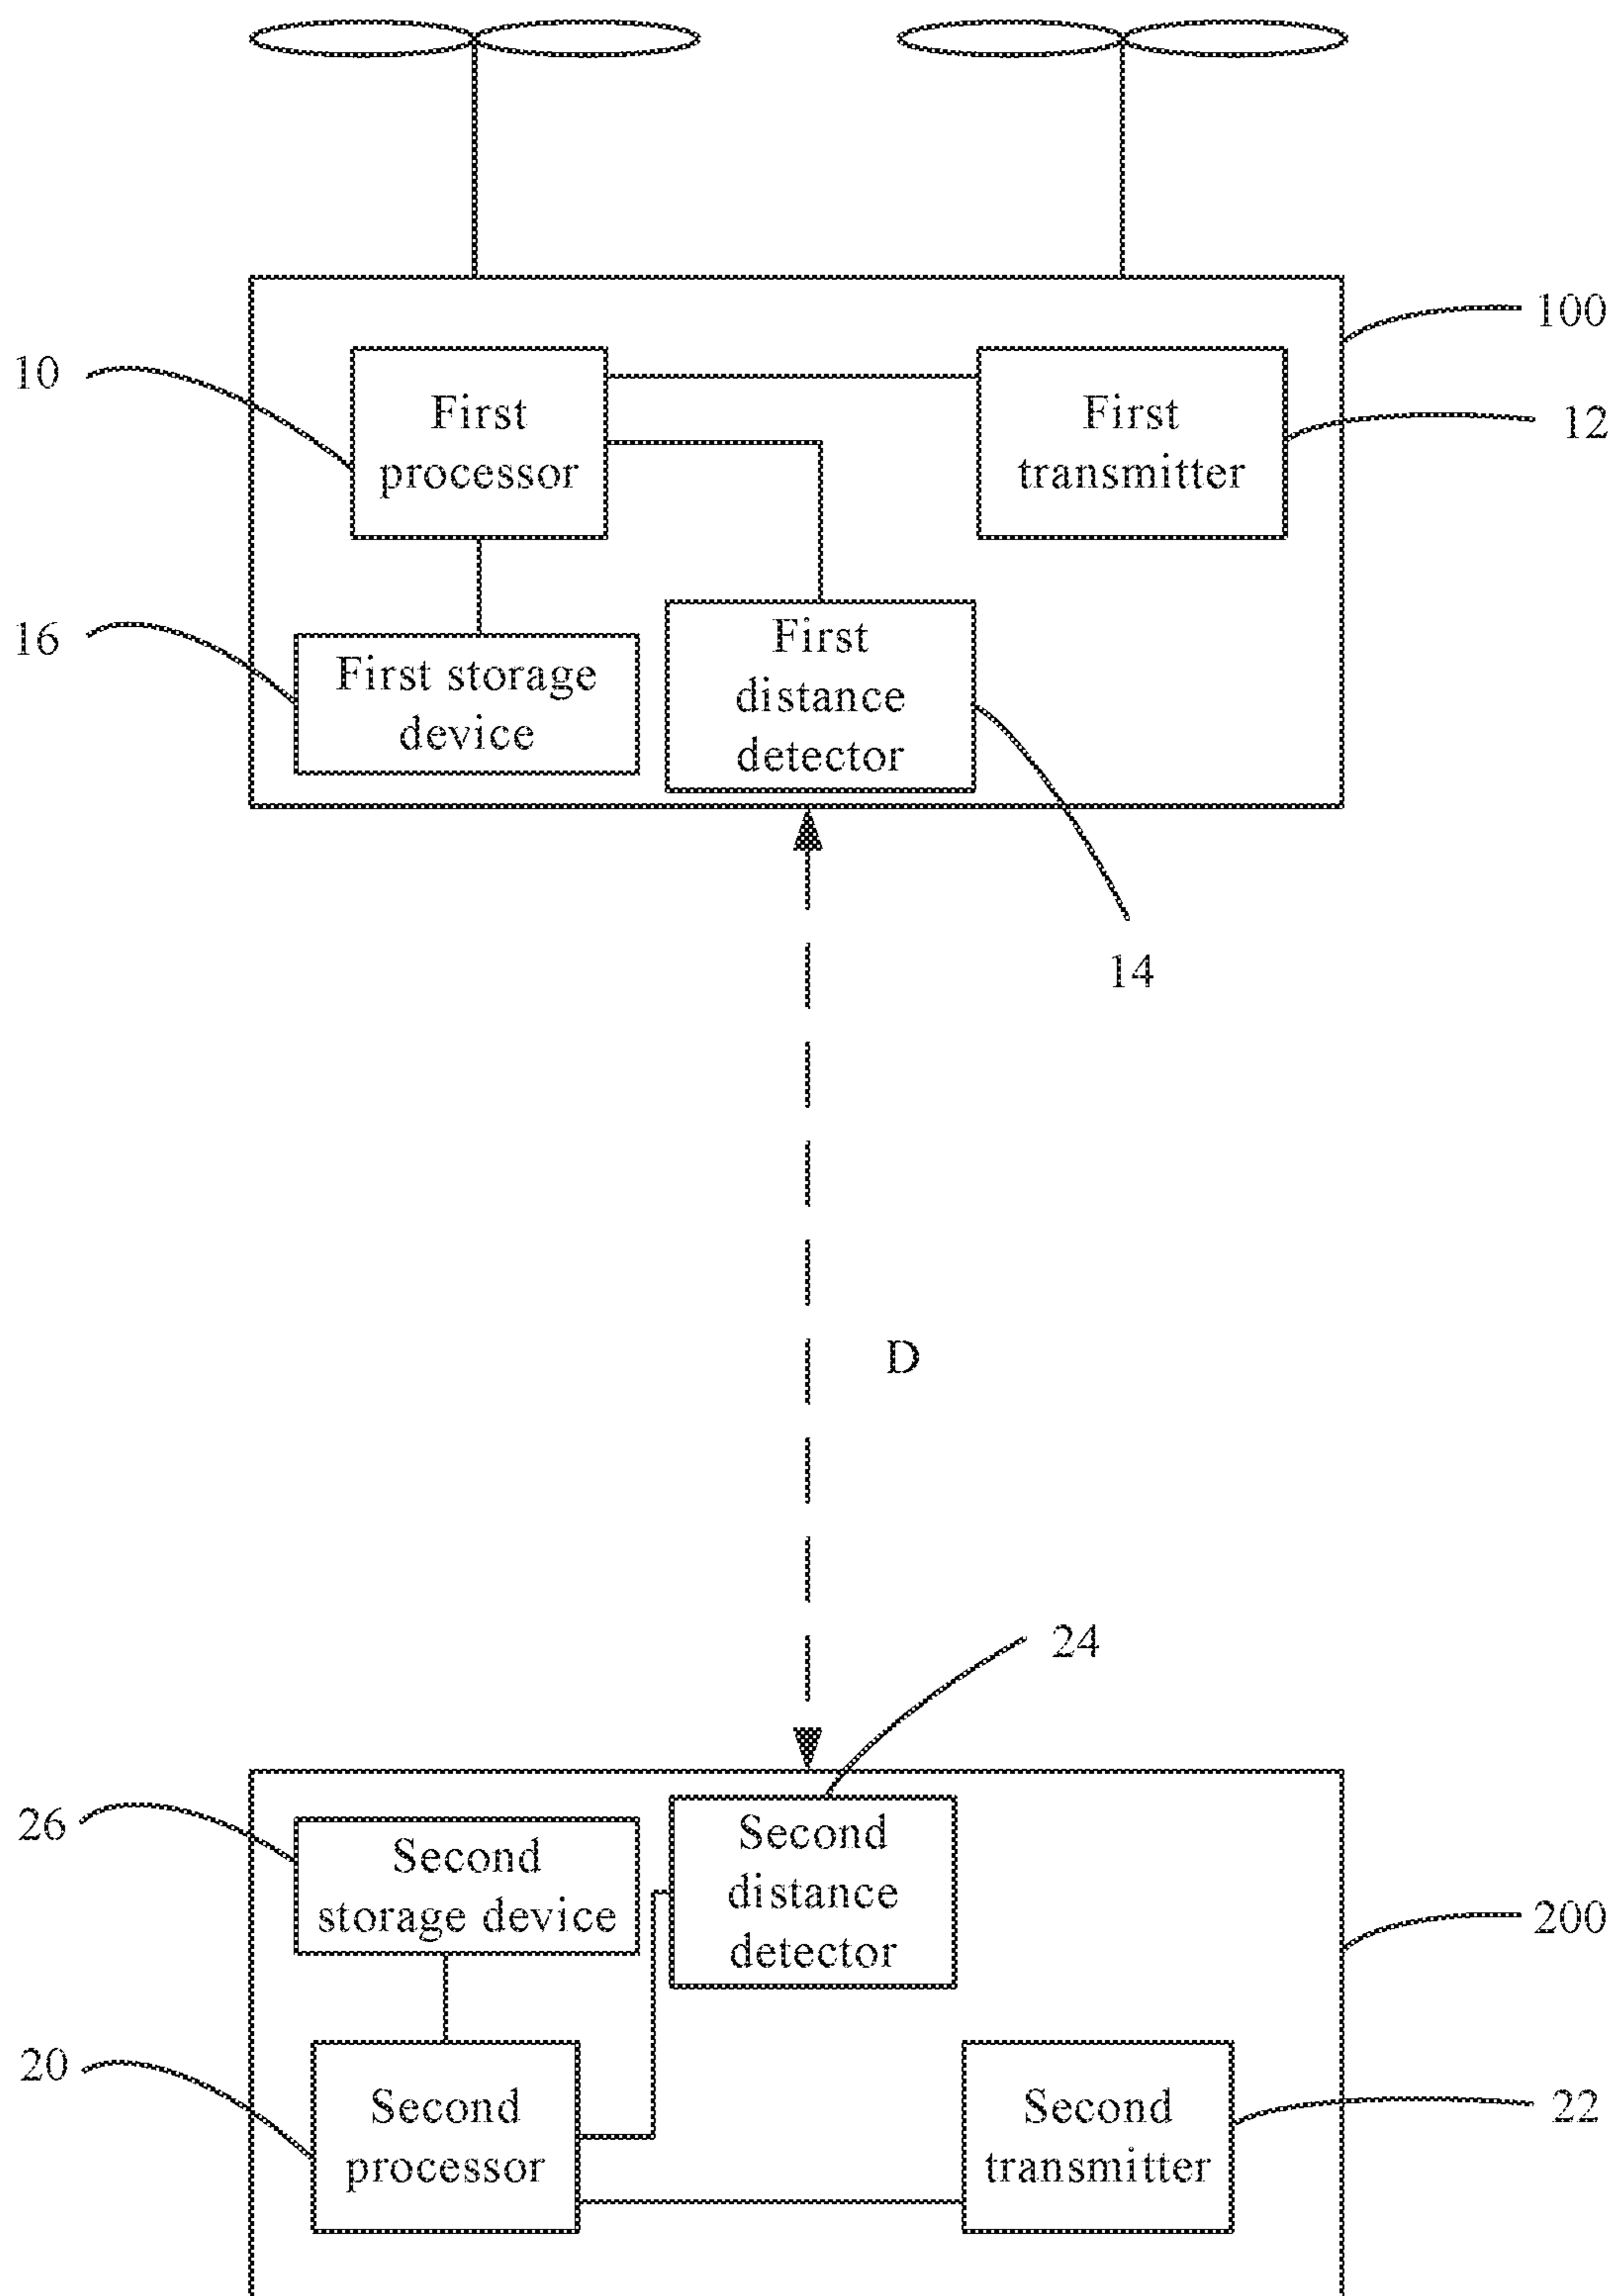 100
10
First
processor
First
transmitter
12
16
First storage
device
First
distance
detector
14
D
24
26
Second
storage device
Second
distance
detector
200
20
Second
processor
Second
transmitter
22